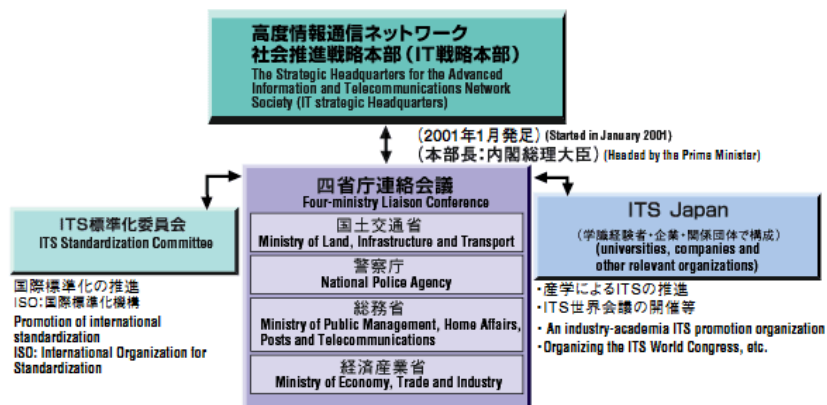 高度情報通信ネットワーク
社会推進戦略本部(IT戦略本部)
The Strategic Headquarters for the Advanced
Information and Telecommunications Network
Society (IT strategic Headquarters)
(2001年1月発足) (Started in January 2001)
(本部長:内閣総理大臣) (Headed by the Prime Minister)
四省庁連絡会議
Four-ministry Liaison Conference
国土交通省
Ministry of Land, Infrastructure and Transport
警察庁
National Police Agency
総務省
Ministry of Public Management, Home Affairs,
Posts and Telecommunications
経済産業省
Ministry of Economy, Trade and Industry
ITS標準化委員会
ITS Standardization Committee
国際標準化の推進
ISO:国際標準化機構
Promotion of international
standardization
ISO: International Organization for
Standardization
ITS Japan
(学識経験者・企業・関係団体で構成)
(universities, companies and
other relevant organizations)
・産学によるITSの推進
・ITS世界会議の開催等
・An industry-academia ITS promotion organization
・Organizing the ITS World Congress, etc.